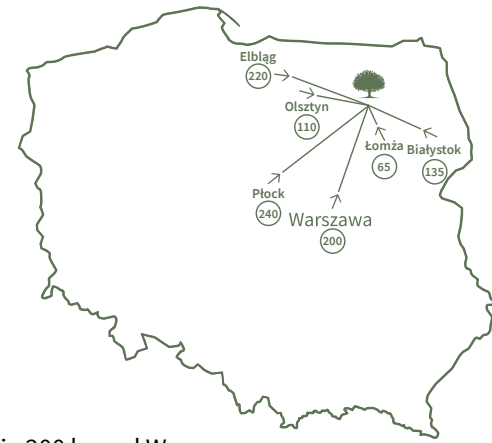 Elbląg
220
Olsztyn
110
Łomża
65
Białystok
135
Płock
240
Warszawa
200